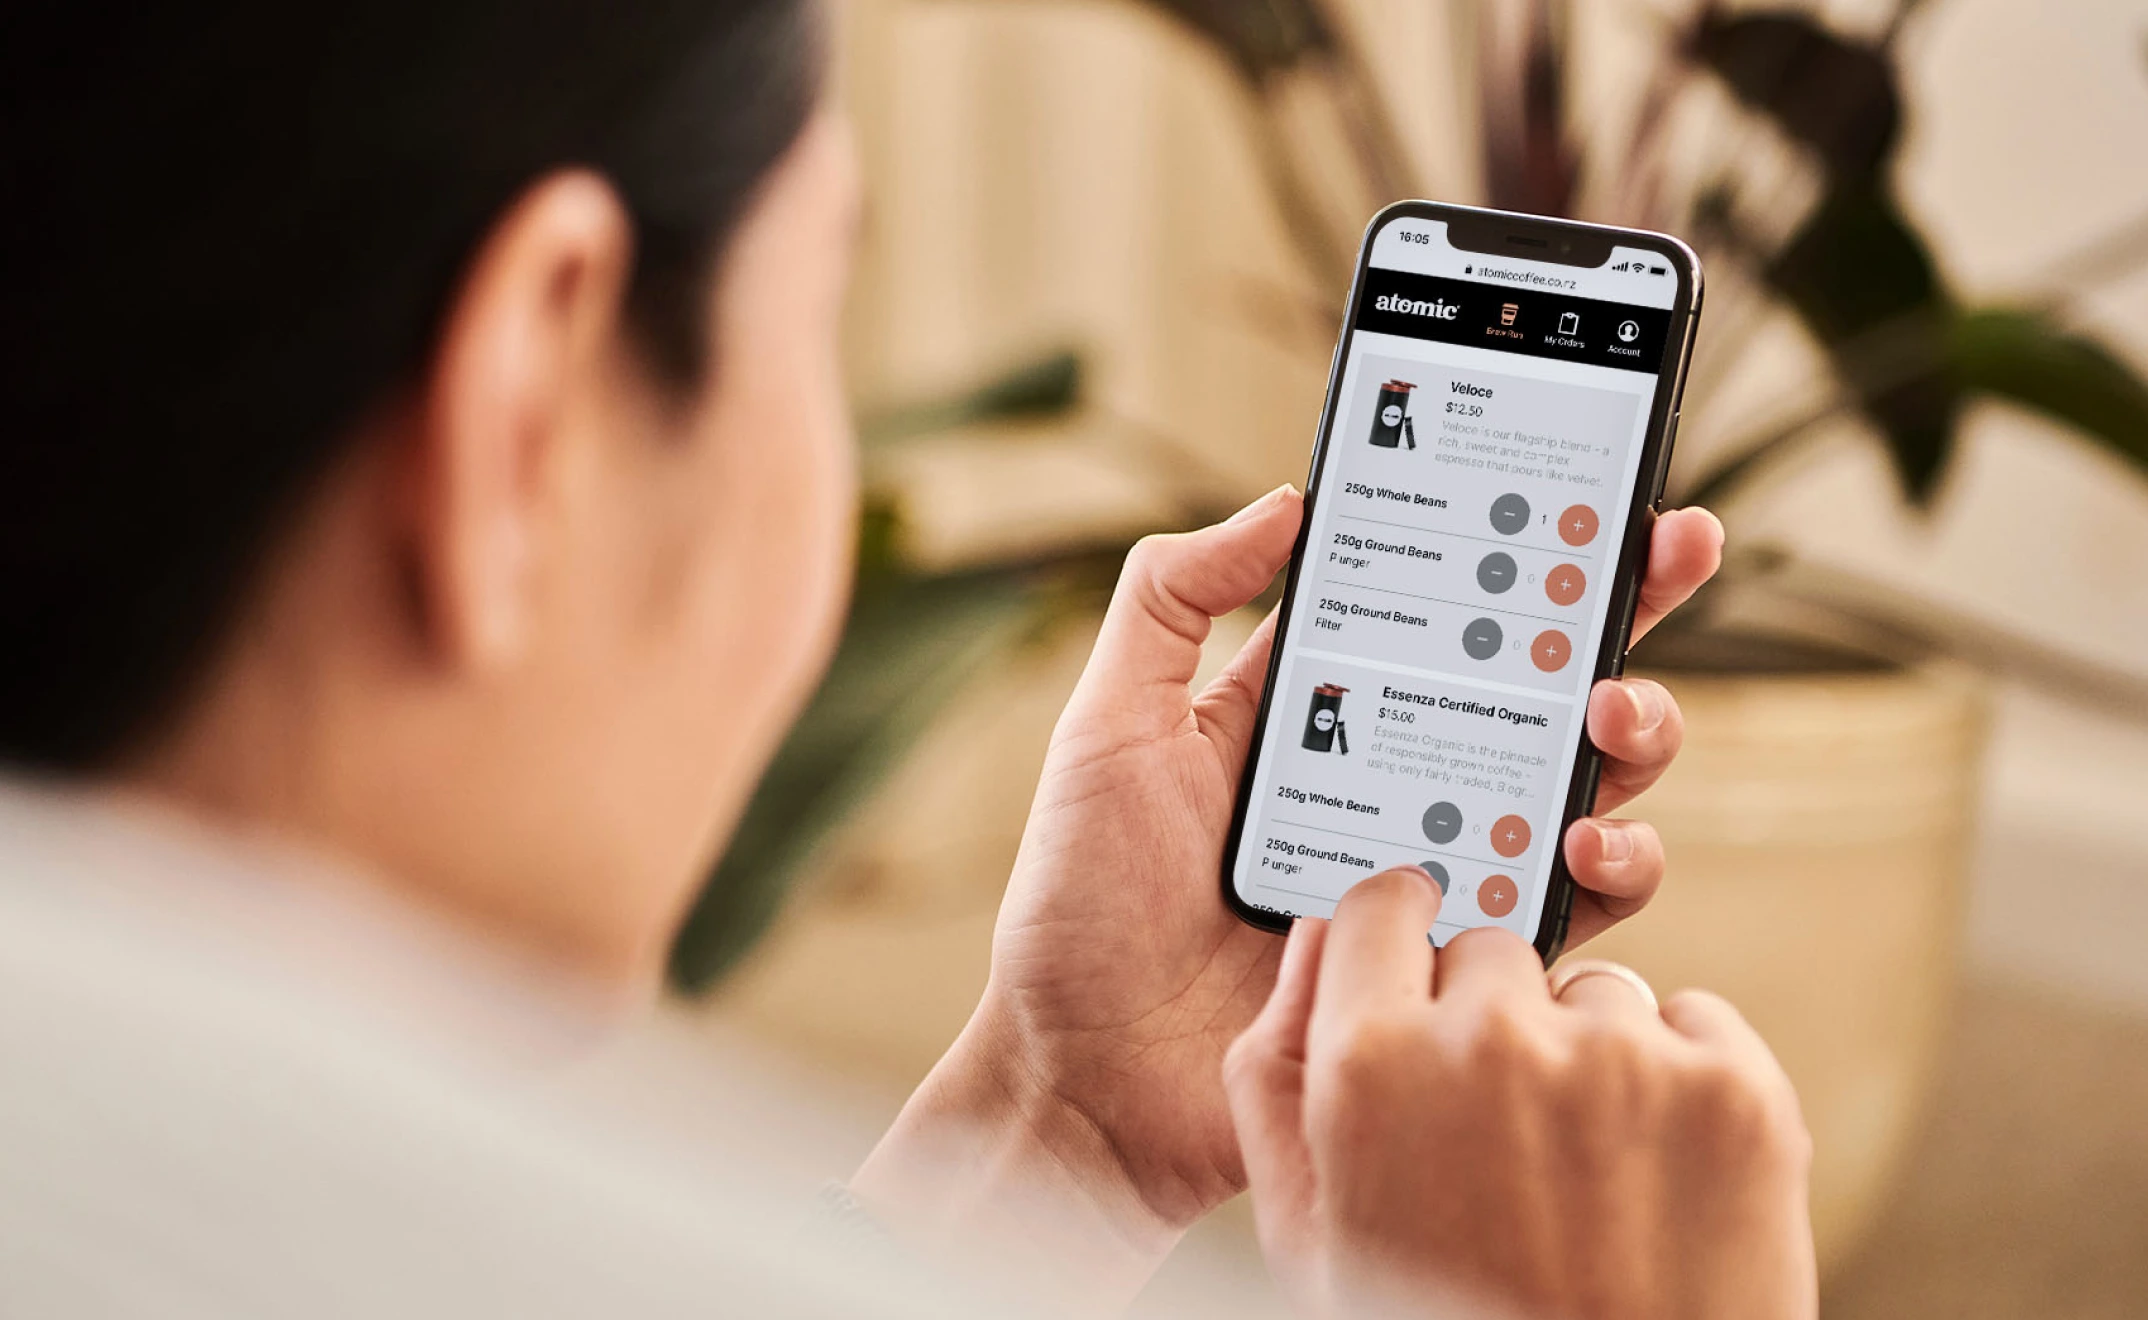 16:05
atomiccoffee.co.nz
atomic
Brew Run
My Orders
Account
Veloce
$12.50
Veloce is our flagship blend - a
rich, sweet and complex
espresso that pours like velvet.
250g Whole Beans
− 1 +
250g Ground Beans
Plunger
− 0 +
250g Ground Beans
Filter
− 0 +
Essenza Certified Organic
$15.00
Essenza Organic is the pinnacle
of responsibly grown coffee -
using only fairly traded, Biogr...
250g Whole Beans
− 0 +
250g Ground Beans
Plunger
0 +
250g